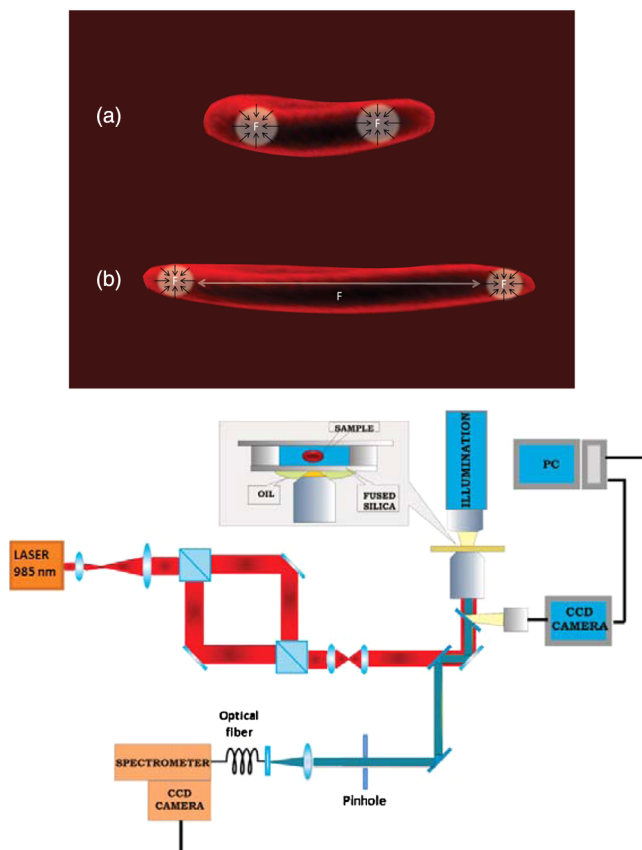 (a)
F
F
(b)
F
F
F
SAMPLE
OIL
FUSED
SILICA
ILLUMINATION
PC
LASER
985 nm
CCD
CAMERA
Optical
fiber
SPECTROMETER
CCD
CAMERA
Pinhole